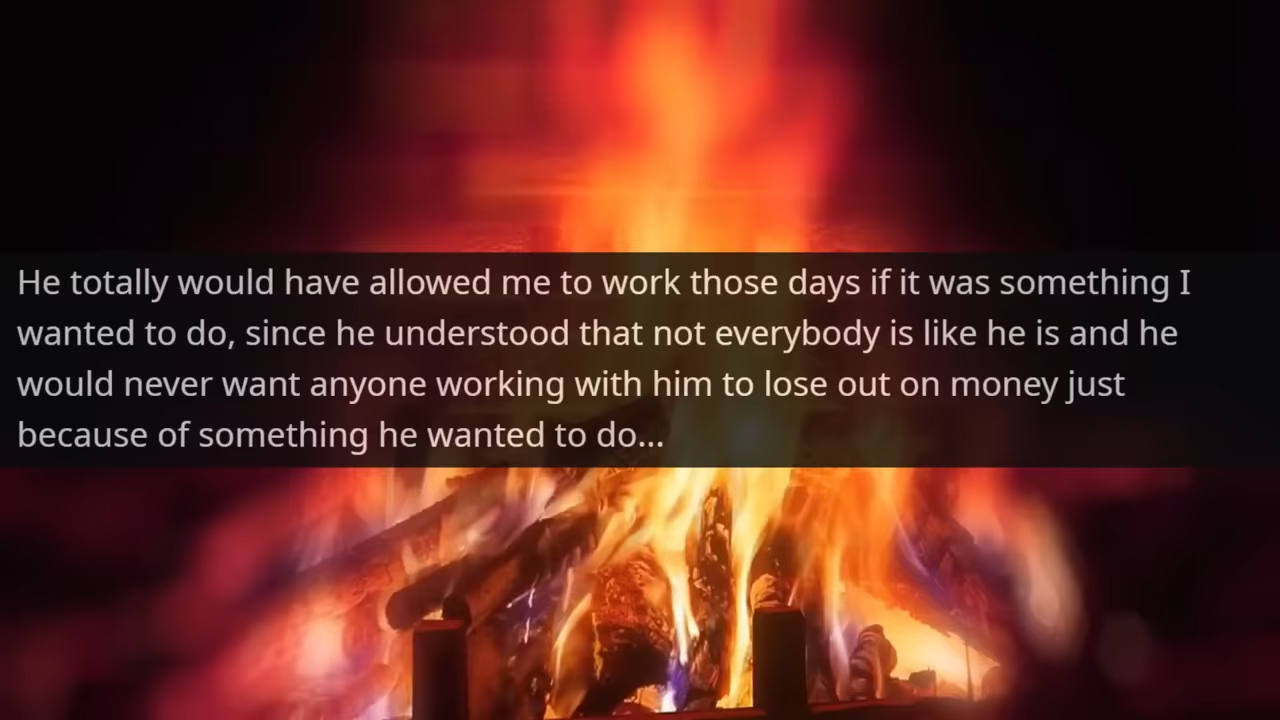 He totally would have allowed me to work those days if it was something I
wanted to do, since he understood that not everybody is like he is and he
would never want anyone working with him to lose out on money just
because of something he wanted to do...